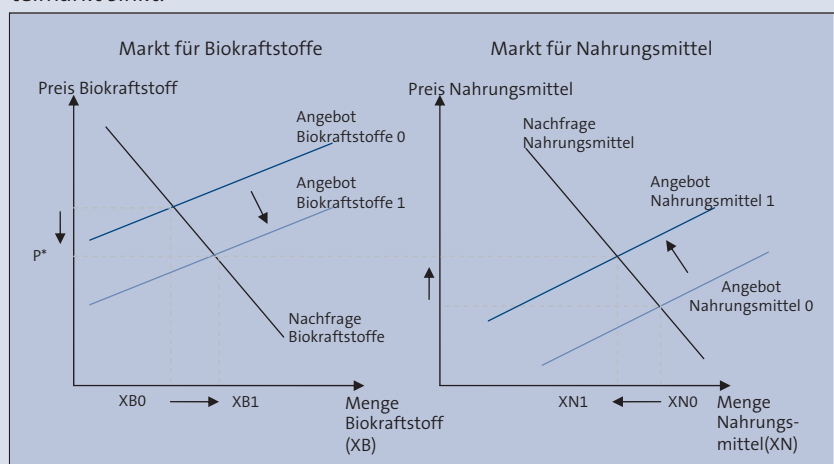 Markt für Biokraftstoffe
Preis Biokraftstoff
Angebot
Biokraftstoffe 0
Angebot
Biokraftstoffe 1
P*
Nachfrage
Biokraftstoffe
XB0
XB1
Menge
Biokraftstoff
(XB)
Markt für Nahrungsmittel
Preis Nahrungsmittel
Nachfrage
Nahrungsmittel
Angebot
Nahrungsmittel 1
Angebot
Nahrungsmittel 0
XN1
XN0
Menge
Nahrungs-
mittel(XN)